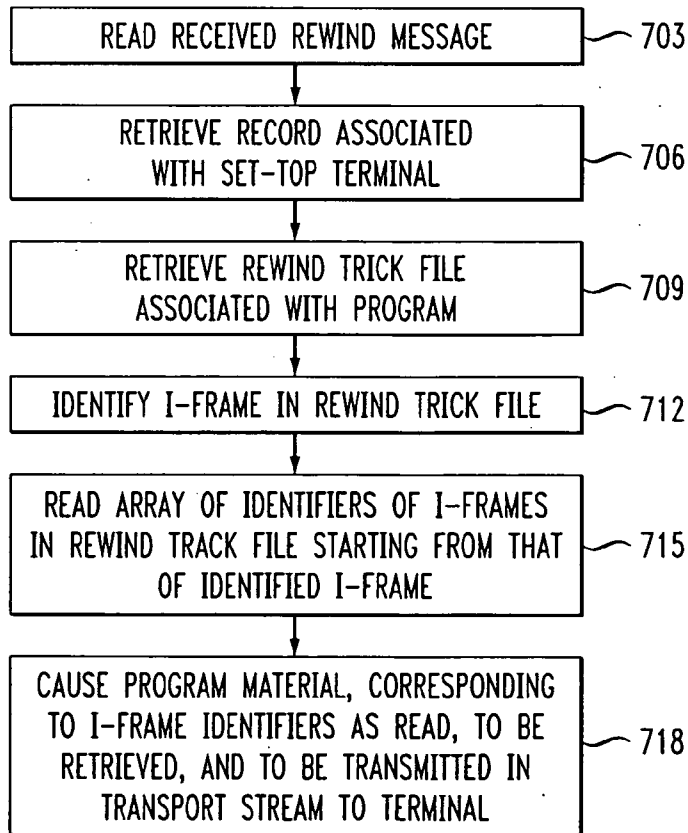 READ RECEIVED REWIND MESSAGE
703
RETRIEVE RECORD ASSOCIATED
WITH SET-TOP TERMINAL
706
RETRIEVE REWIND TRICK FILE
ASSOCIATED WITH PROGRAM
709
IDENTIFY I-FRAME IN REWIND TRICK FILE
712
READ ARRAY OF IDENTIFIERS OF I-FRAMES
IN REWIND TRACK FILE STARTING FROM THAT
OF IDENTIFIED I-FRAME
715
CAUSE PROGRAM MATERIAL, CORRESPONDING
TO I-FRAME IDENTIFIERS AS READ, TO BE
RETRIEVED, AND TO BE TRANSMITTED IN
TRANSPORT STREAM TO TERMINAL
718